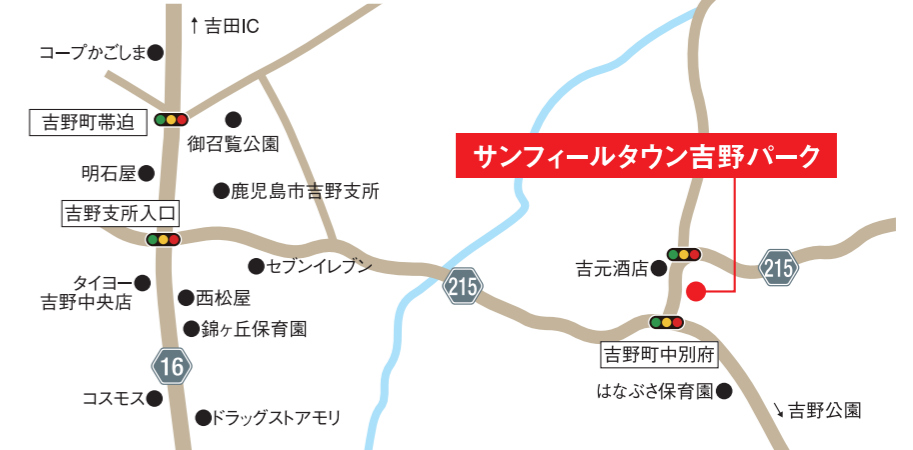 ↑吉田IC
コープかごしま
吉野町帯迫
御召覧公園
サンフィールタウン吉野パーク
明石屋
鹿児島市吉野支所
吉野支所入口
セブンイレブン
吉元酒店
215
タイヨー
吉野中央店
215
西松屋
錦ヶ丘保育園
吉野町中別府
16
はなぶさ保育園
コスモス
ドラッグストアモリ
↘吉野公園